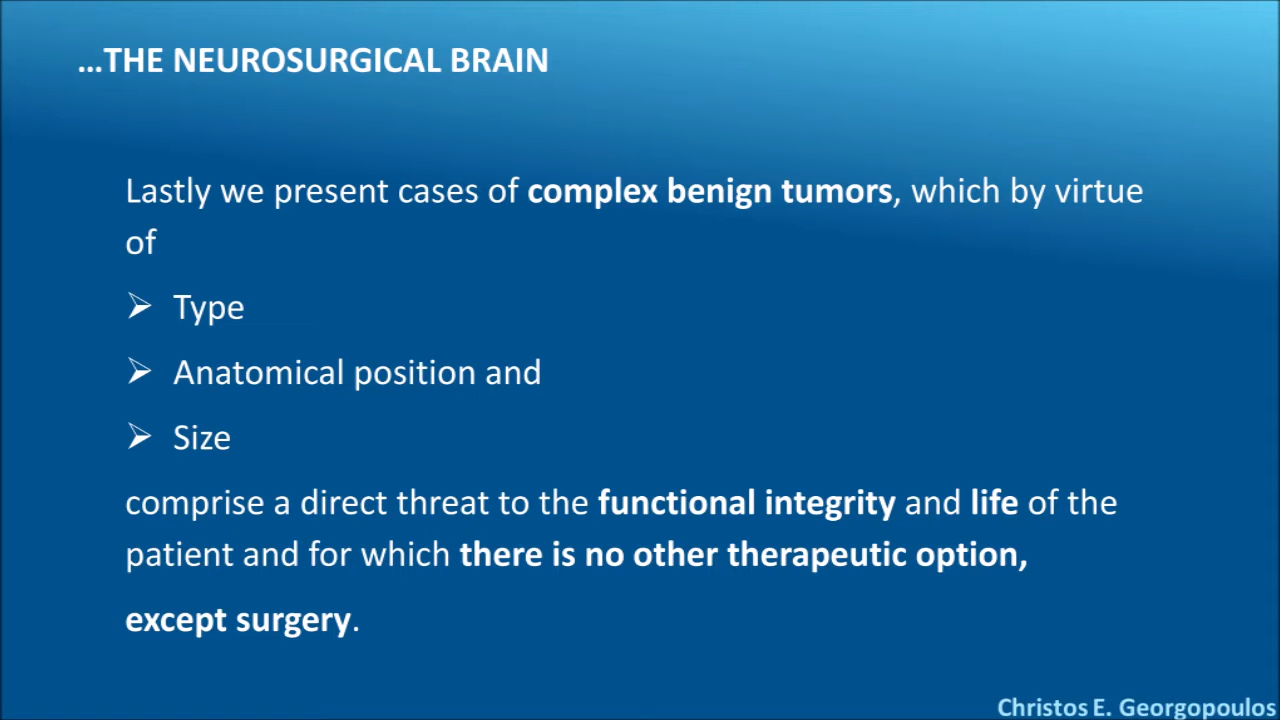 …THE NEUROSURGICAL BRAIN
Lastly we present cases of complex benign tumors, which by virtue
of
➢ Type
➢ Anatomical position and
➢ Size
comprise a direct threat to the functional integrity and life of the
patient and for which there is no other therapeutic option,
except surgery.
Christos E. Georgopoulos